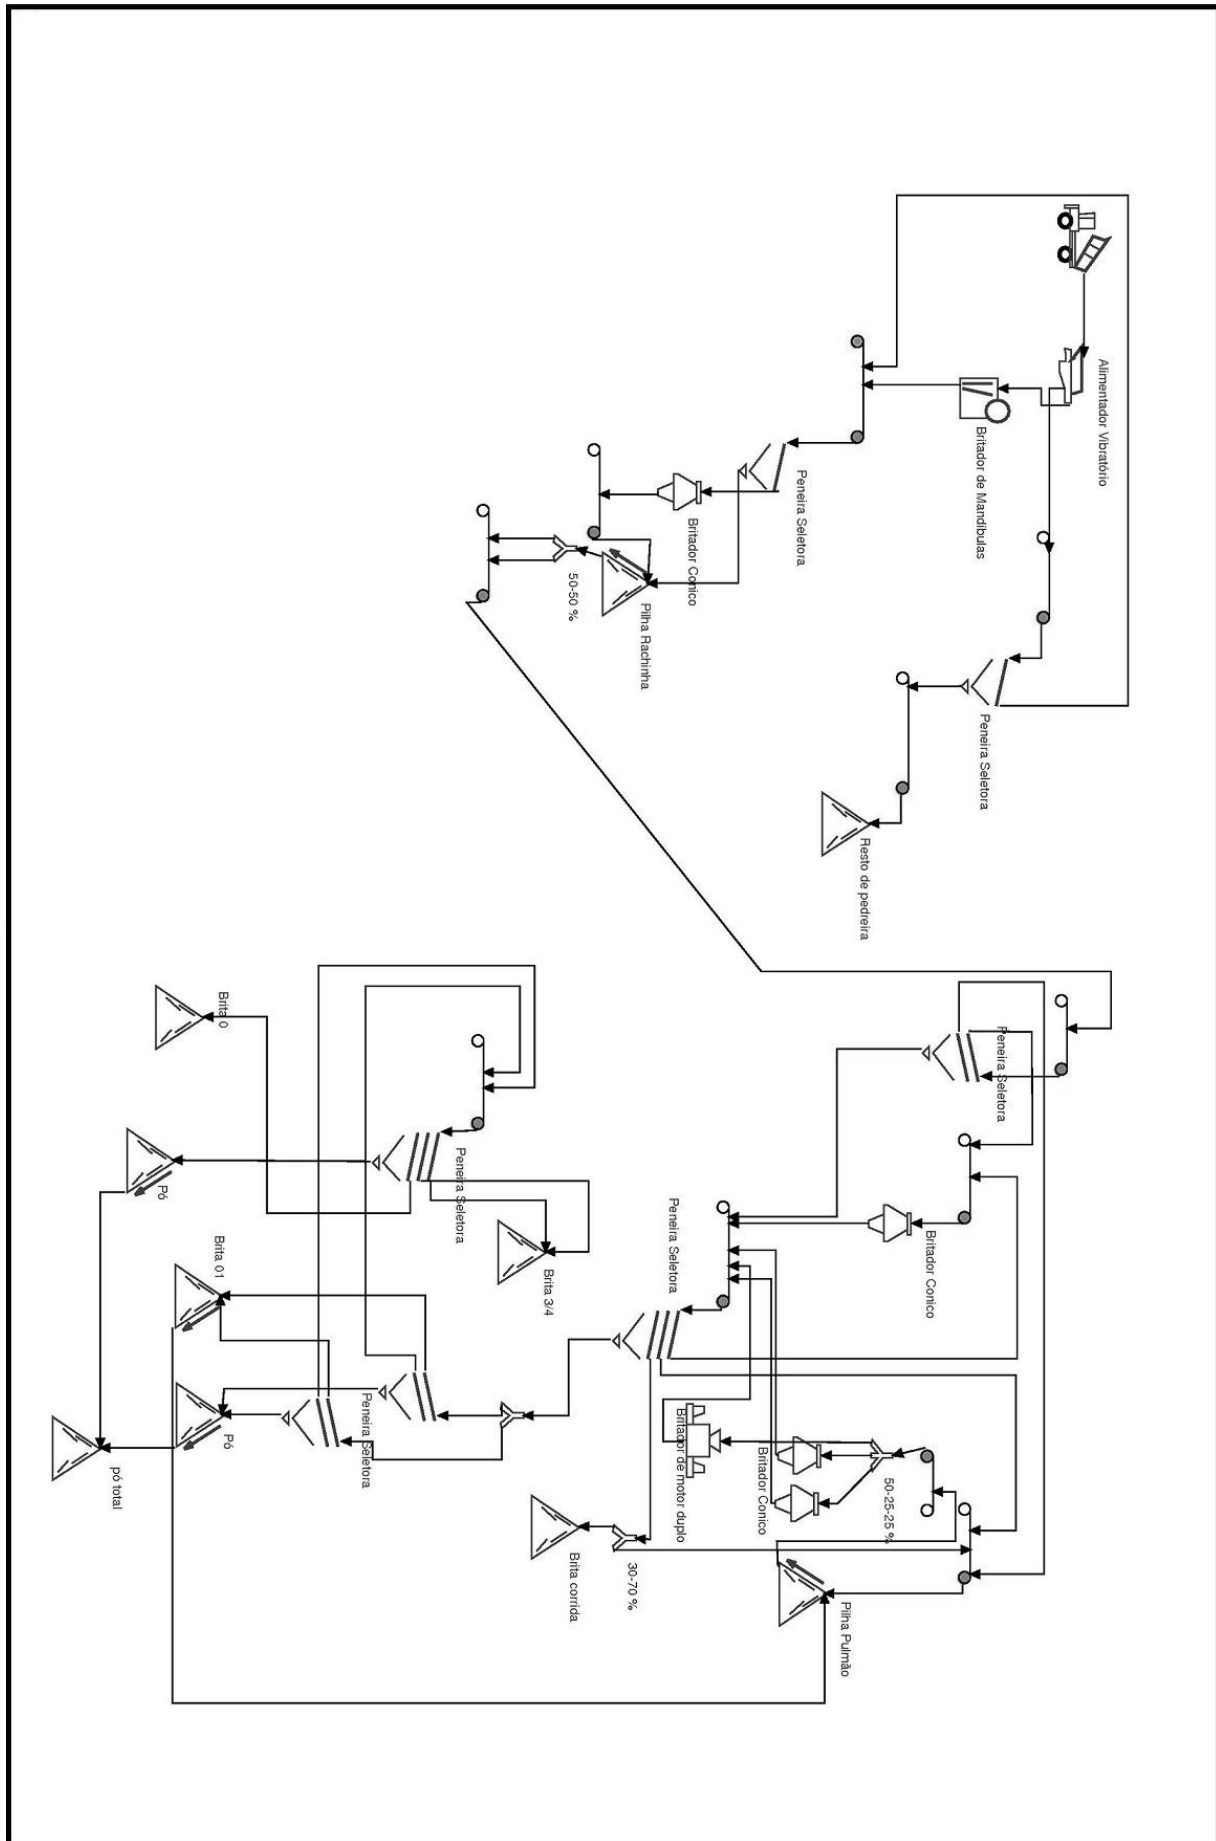 Alimentador Vibratório
Britador de Mandíbulas
Peneira Seletora
Britador Conico
Pilha Rachinha
50-50 %
Peneira Seletora
Resto de pedreira
Peneira Seletora
Britador Conico
Peneira Seletora
50-25-25 %
Britador Conico
Britador de motor duplo
Pilha Pulmão
30-70 %
Brita corrida
Peneira Seletora
Brita 3/4
Brita 0
Pó
Brita 01
Peneira Seletora
Pó
pó total